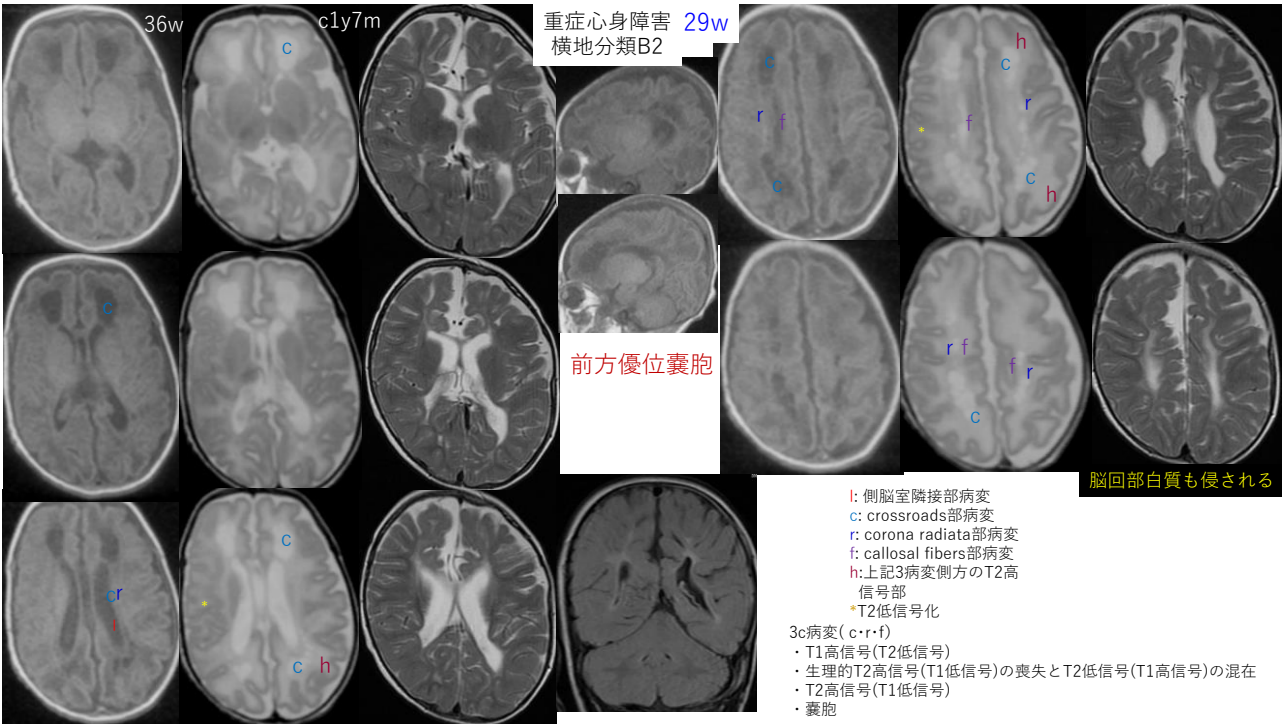 36w
c1y7m
重症心身障害
横地分類B2
29w
c
c
r
f
c
h
c
r
f
*
c
h
c
前方優位嚢胞
r
f
f
r
c
c
r
l
c
*
c
h
脳回部白質も侵される
l: 側脳室隣接部病変
c: crossroads部病変
r: corona radiata部病変
f: callosal fibers部病変
h:上記3病変側方のT2高
信号部
*T2低信号化
3c病変( c・r・f)
・T1高信号(T2低信号)
・生理的T2高信号(T1低信号)の喪失とT2低信号(T1高信号)の混在
・T2高信号(T1低信号)
・嚢胞